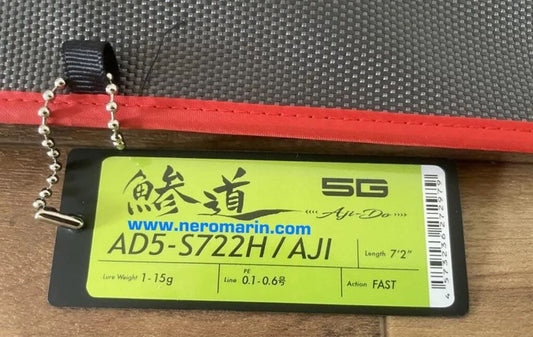 鯵道 5G
Aji-Do
www.neromarin.com
AD5-S722H/AJI
Length 7'2"
Lure Weight 1-15g
PE
Line 0.1-0.6号
Action FAST
4573236272979